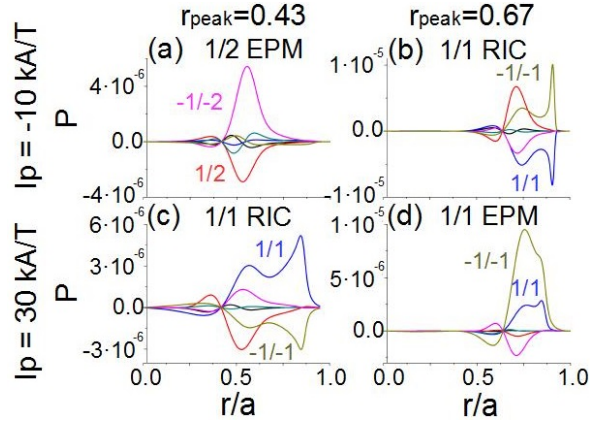 r_peak=0.43 r_peak=0.67
(a) 1/2 EPM (b) 1/1 RIC
Ip = -10 kA/T
P
4·10⁻⁶
0.0
-4·10⁻⁶
-1/-2
1/2
1·10⁻⁵
0.0
-1·10⁻⁵
-1/-1
1/1
(c) 1/1 RIC (d) 1/1 EPM
Ip = 30 kA/T
P
6·10⁻⁶
3·10⁻⁶
0.0
-3·10⁻⁶
1/1
-1/-1
1·10⁻⁵
5·10⁻⁶
0.0
-1/-1
1/1
0.0 0.5 1.0 0.0 0.5 1.0
r/a r/a